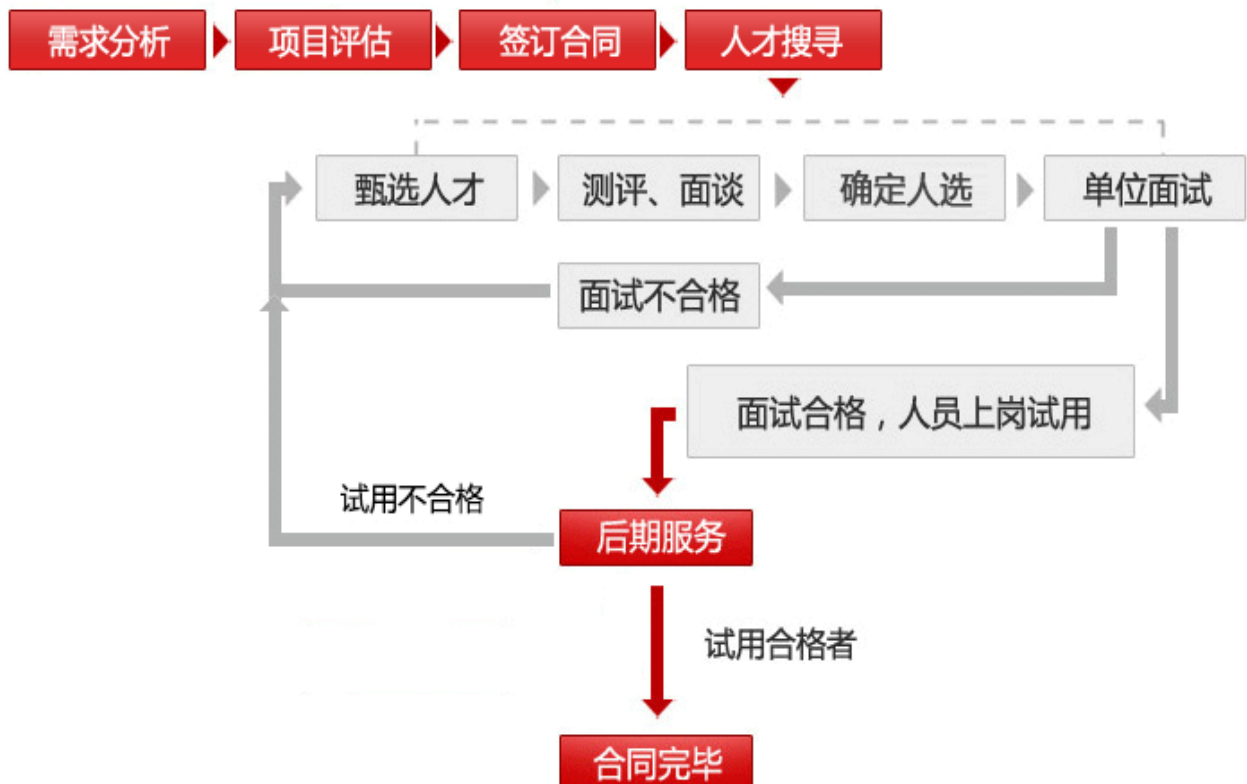 需求分析
项目评估
签订合同
人才搜寻
甄选人才
测评、面谈
确定人选
单位面试
面试不合格
面试合格，人员上岗试用
试用不合格
后期服务
试用合格者
合同完毕